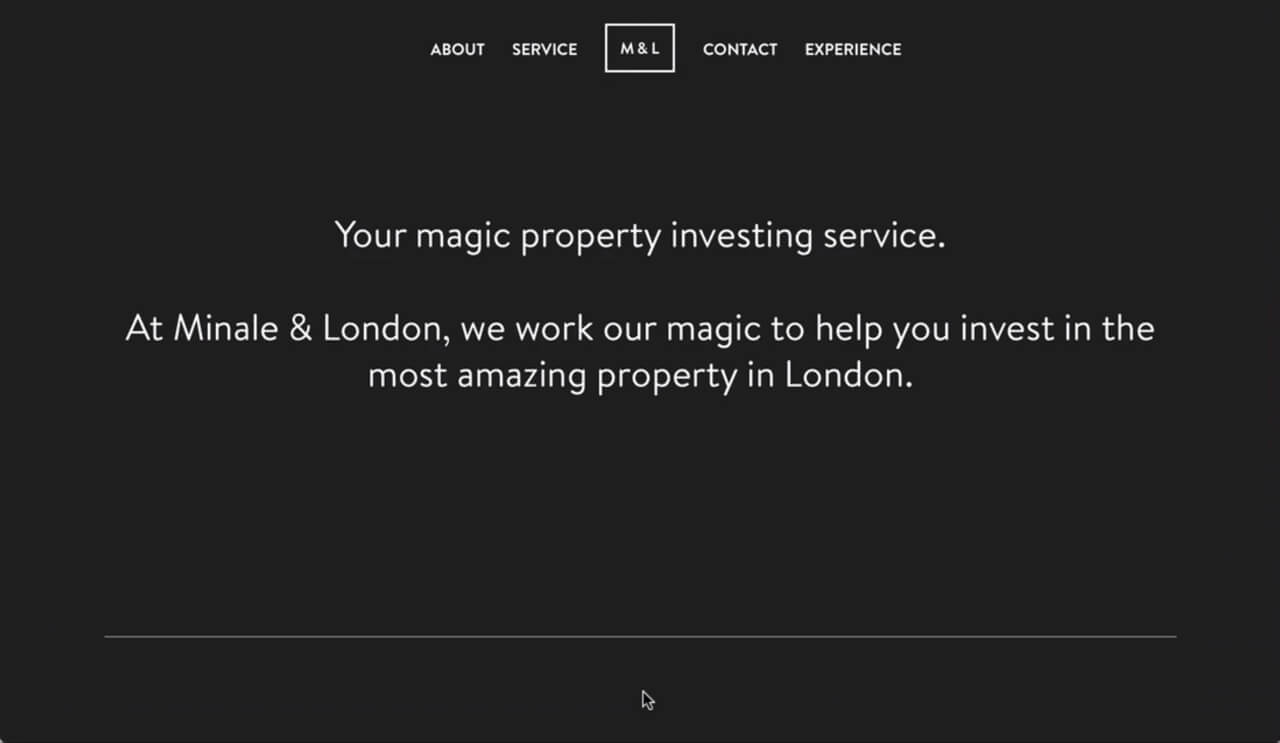 ABOUT SERVICE M & L CONTACT EXPERIENCE
Your magic property investing service.
At Minale & London, we work our magic to help you invest in the
most amazing property in London.